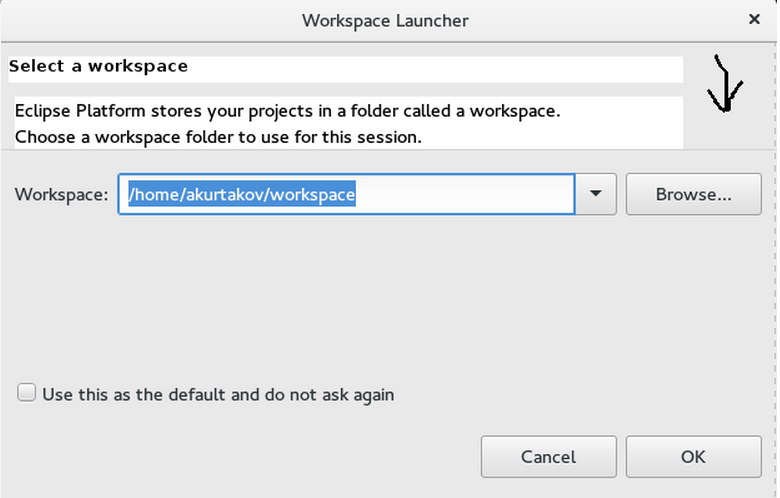 Workspace Launcher
Select a workspace
Eclipse Platform stores your projects in a folder called a workspace.
Choose a workspace folder to use for this session.
Workspace: /home/akurtakov/workspace Browse...
Use this as the default and do not ask again
Cancel OK